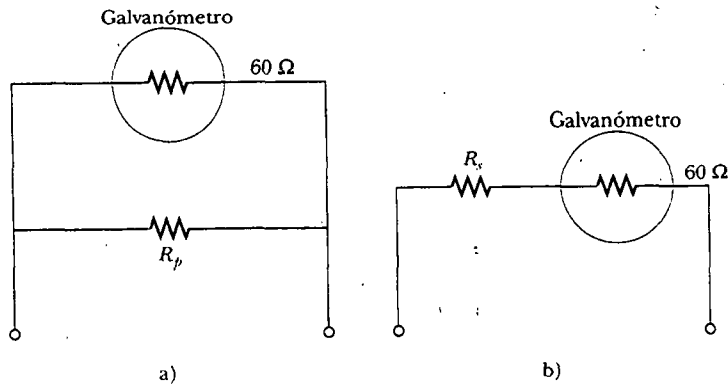 Galvanómetro
60 Ω
R_p
a)
Galvanómetro
R_s
60 Ω
b)